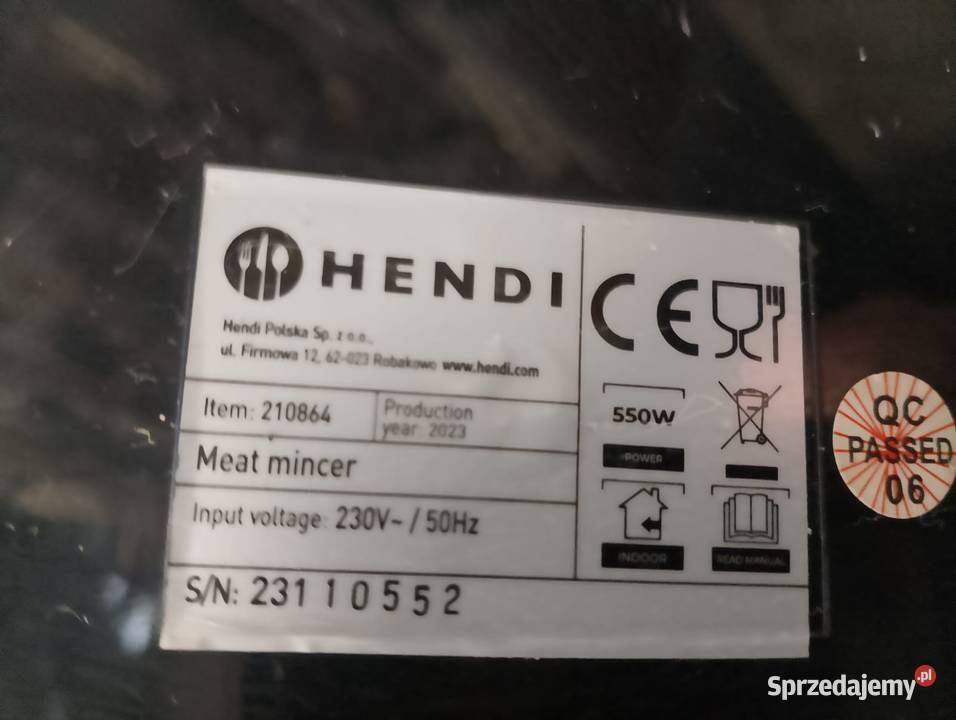 HENDI
Hendi Polska Sp. z o.o.,
ul. Firmowa 12, 62-023 Robakowo www.hendi.com
Item: 210864
Production
year: 2023
Meat mincer
Input voltage: 230V~ / 50Hz
S/N: 23110552
CE
550W
POWER
INDOOR
READ MANUAL
QC
PASSED
06
Sprzedajemy.pl